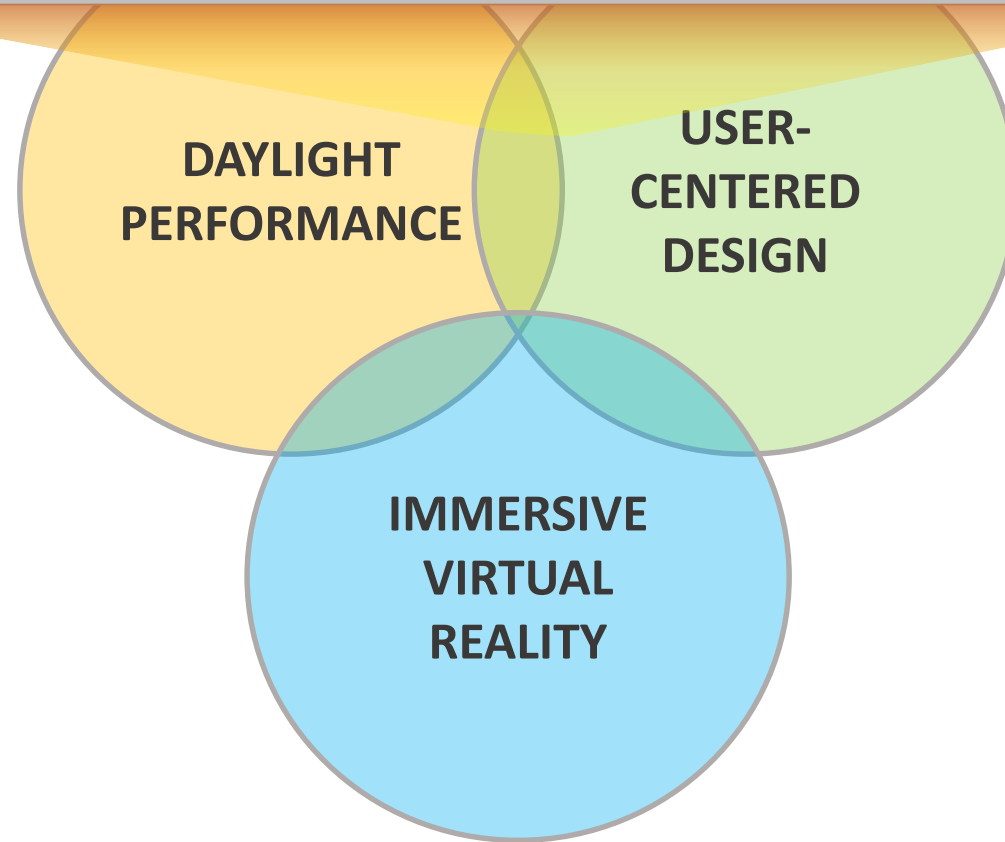 DAYLIGHT
PERFORMANCE
USER-
CENTERED
DESIGN
IMMERSIVE
VIRTUAL
REALITY